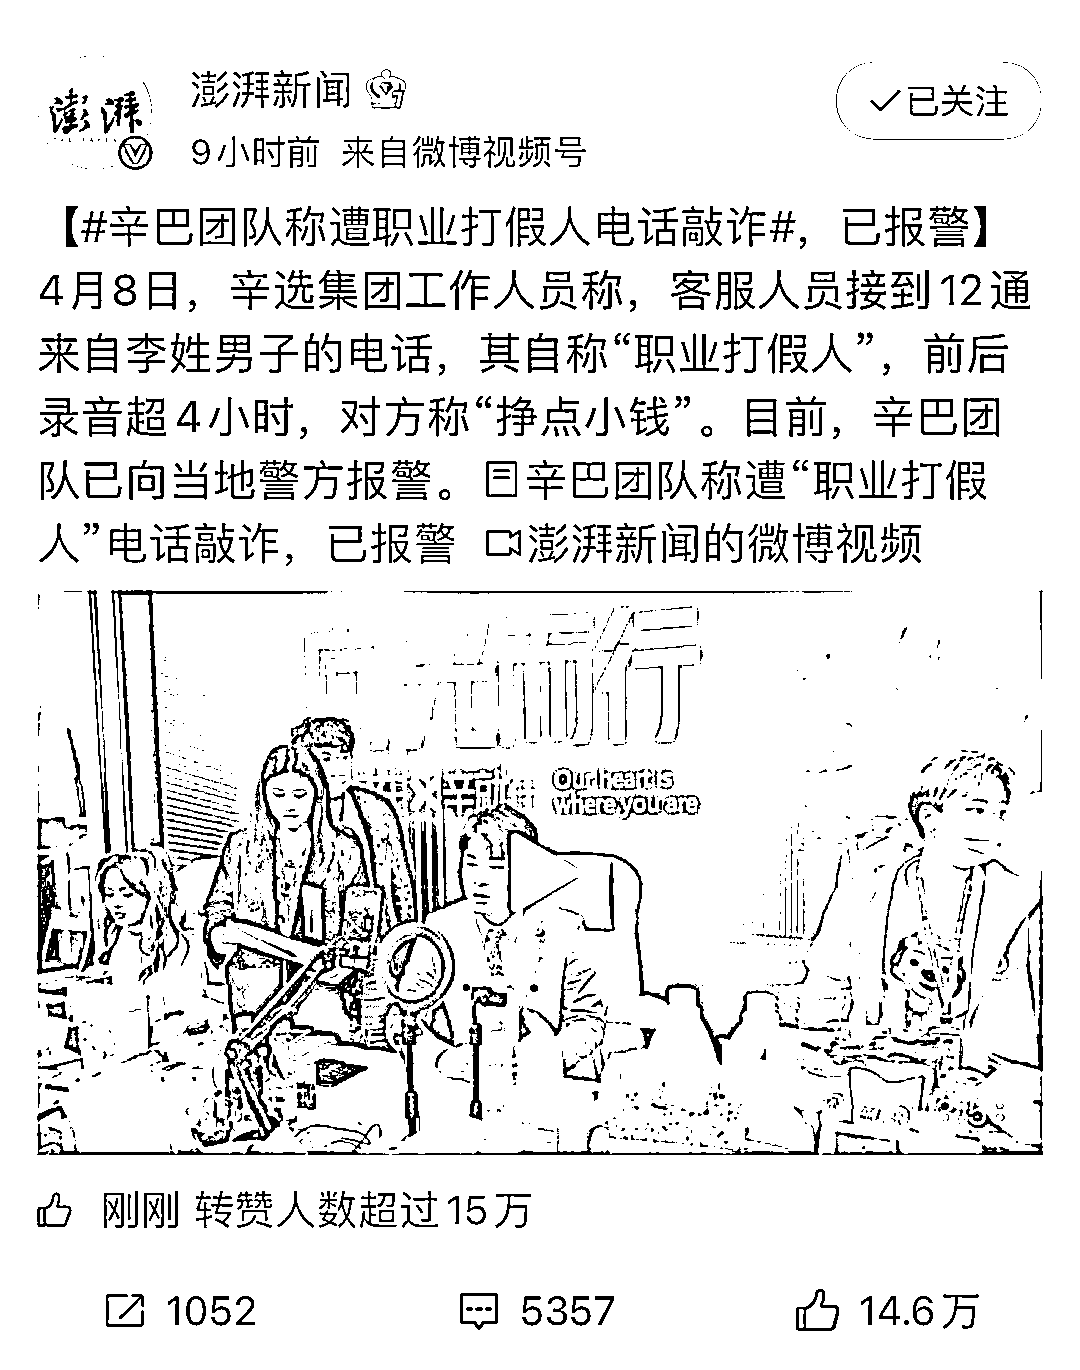 澎湃
澎湃新闻
已关注
9小时前 来自微博视频号
【#辛巴团队称遭职业打假人电话敲诈#，已报警】
4月8日，辛选集团工作人员称，客服人员接到12通
来自李姓男子的电话，其自称“职业打假人”，前后
录音超4小时，对方称“挣点小钱”。目前，辛巴团
队已向当地警方报警。辛巴团队称遭“职业打假
人”电话敲诈，已报警 澎湃新闻的微博视频
光而行
Our heart is
where you are
刚刚 转赞人数超过15万
1052
5357
14.6万